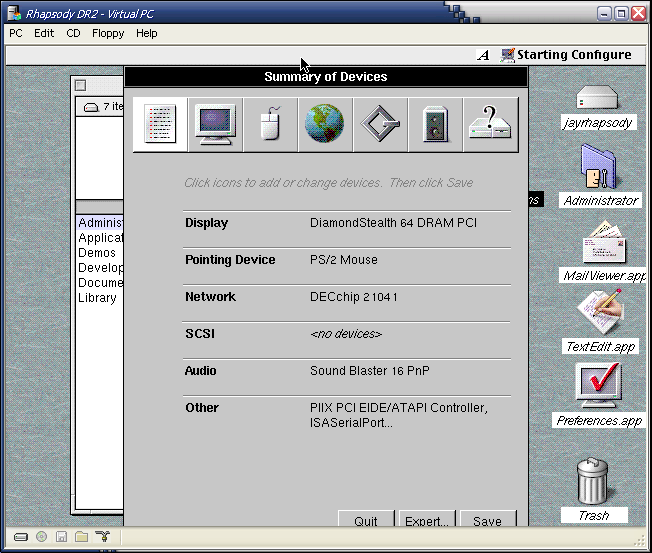 Rhapsody DR2 - Virtual PC
PC Edit CD Floppy Help
A Starting Configure
Summary of Devices
7 ite
jayrhapsody
Click icons to add or change devices. Then click Save
ns
Administrator
Adminis
Display DiamondStealth 64 DRAM PCI
Applicat
Demos
Pointing Device PS/2 Mouse
Develop
MailViewer.app
Docume
Network DECchip 21041
Library
SCSI <no devices>
TextEdit.app
Audio Sound Blaster 16 PnP
Other PIIX PCI EIDE/ATAPI Controller,
ISASerialPort...
Preferences.app
Trash
Quit Expert... Save